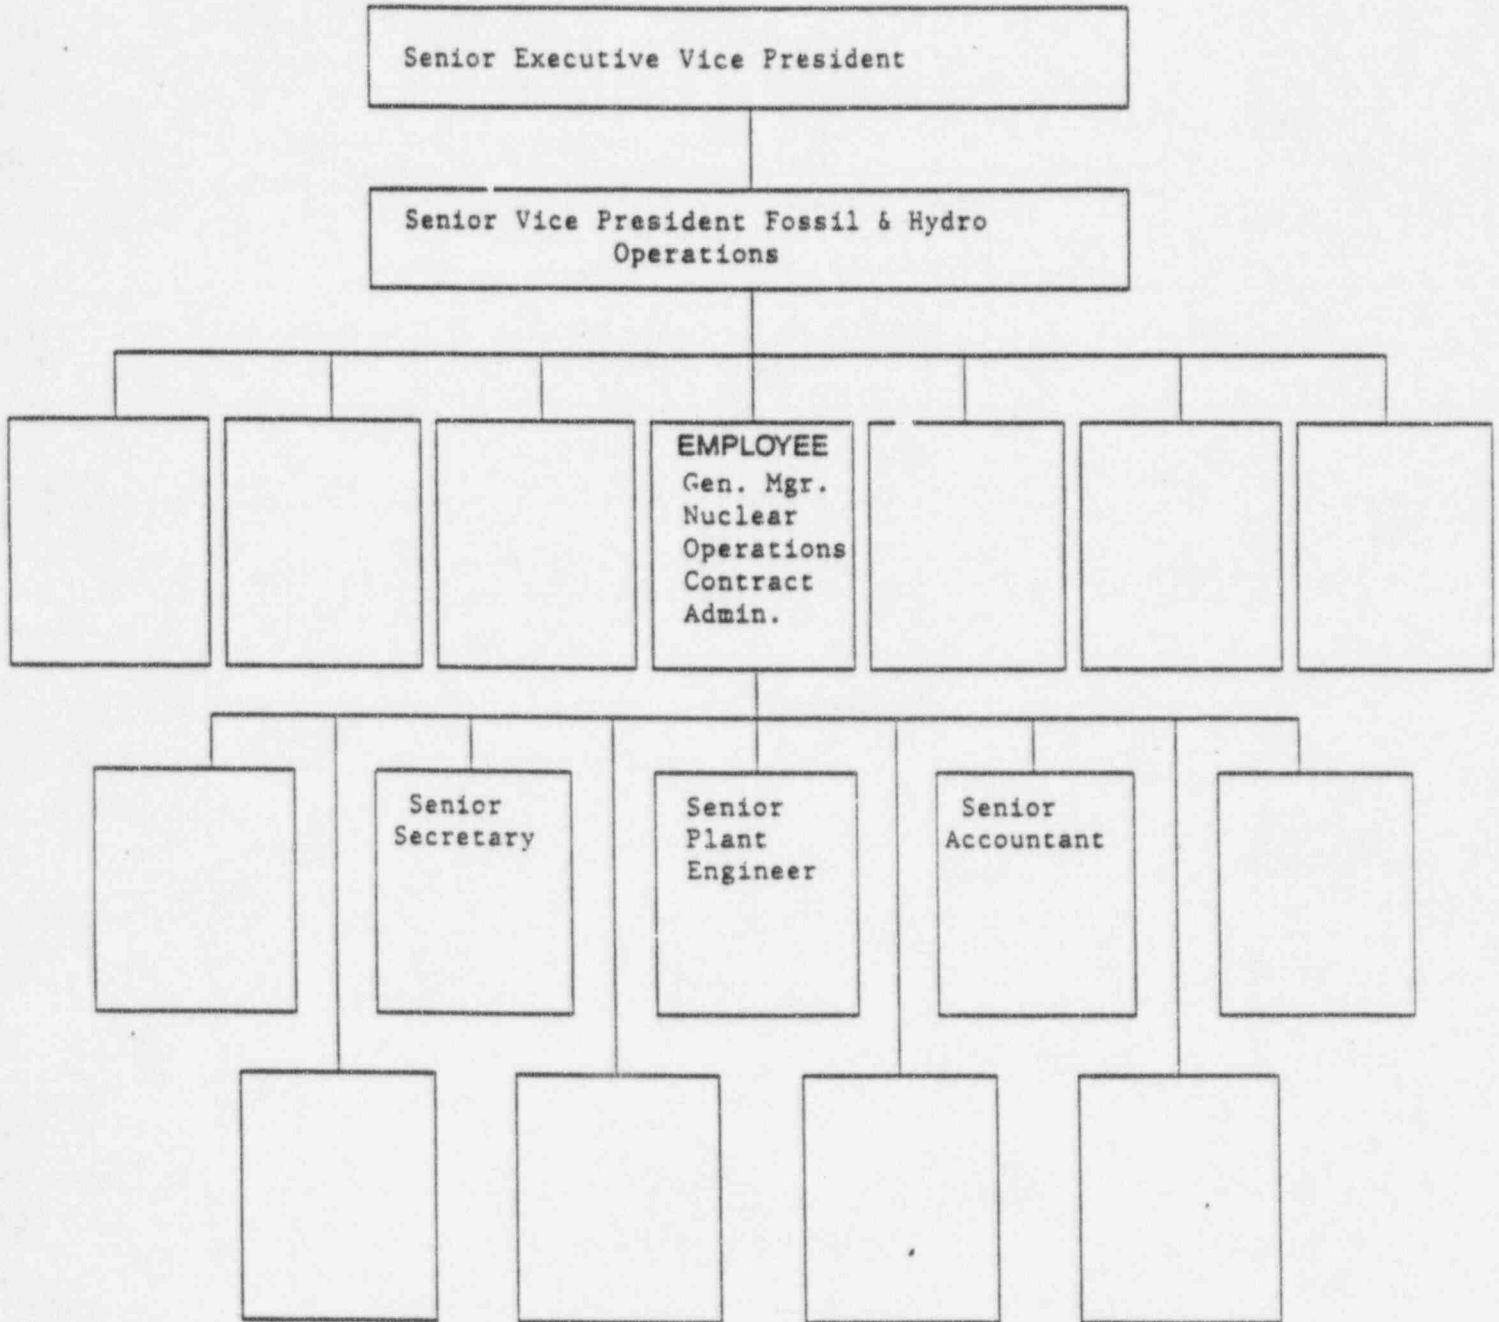 Senior Executive Vice President
Senior Vice President Fossil & Hydro
Operations
EMPLOYEE
Gen. Mgr.
Nuclear
Operations
Contract
Admin.
Senior
Secretary
Senior
Plant
Engineer
Senior
Accountant